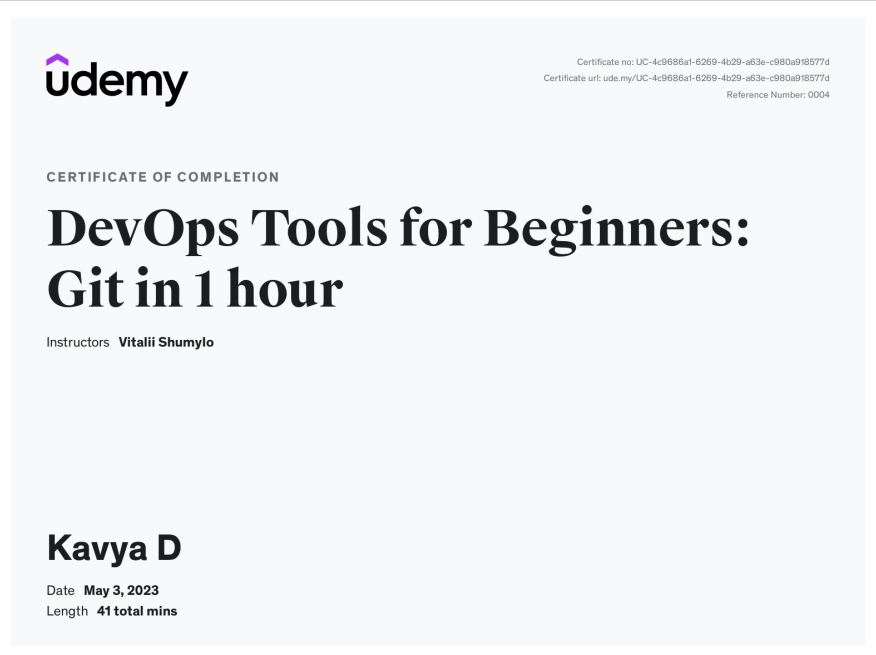 udemy
Certificate no: UC-4c9686a1-6269-4b29-a63e-c980a918577d
Certificate url: ude.my/UC-4c9686a1-6269-4b29-a63e-c980a918577d
Reference Number: 0004
CERTIFICATE OF COMPLETION
DevOps Tools for Beginners:
Git in 1 hour
Instructors Vitalii Shumylo
Kavya D
Date May 3, 2023
Length 41 total mins